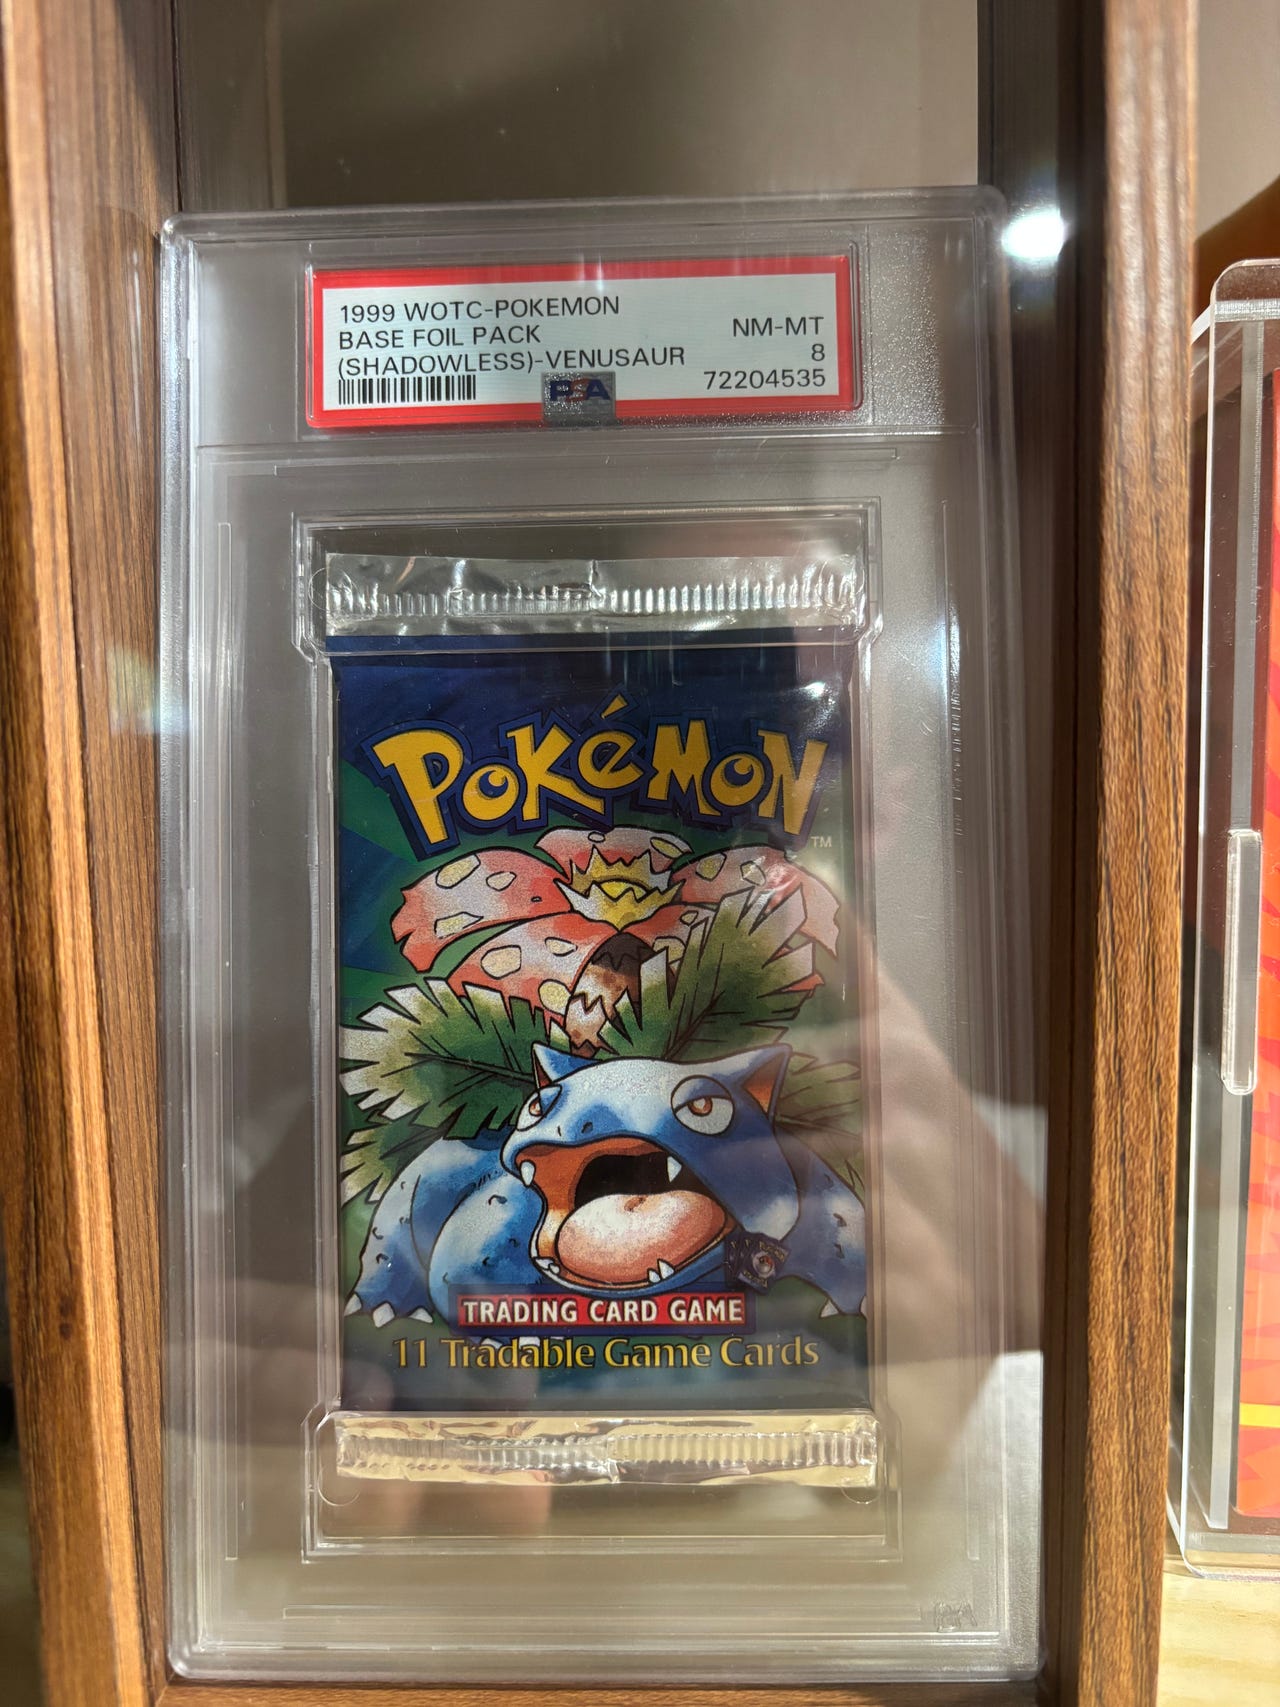 1999 WOTC-POKEMON
BASE FOIL PACK
(SHADOWLESS)-VENUSAUR
NM-MT
8
72204535
PSA
POKéMON
TM
TRADING CARD GAME
11 Tradable Game Cards